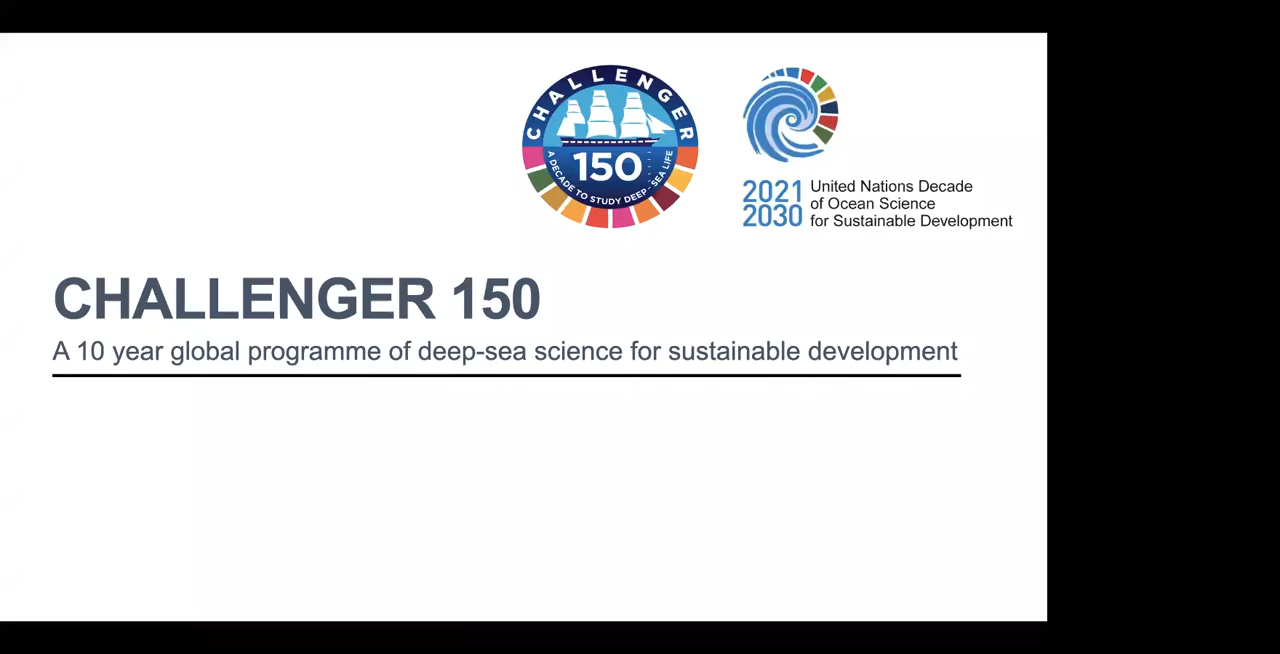 CHALLENGER
150
A DECADE TO STUDY DEEP-SEA LIFE
2021
2030
United Nations Decade
of Ocean Science
for Sustainable Development
CHALLENGER 150
A 10 year global programme of deep-sea science for sustainable development